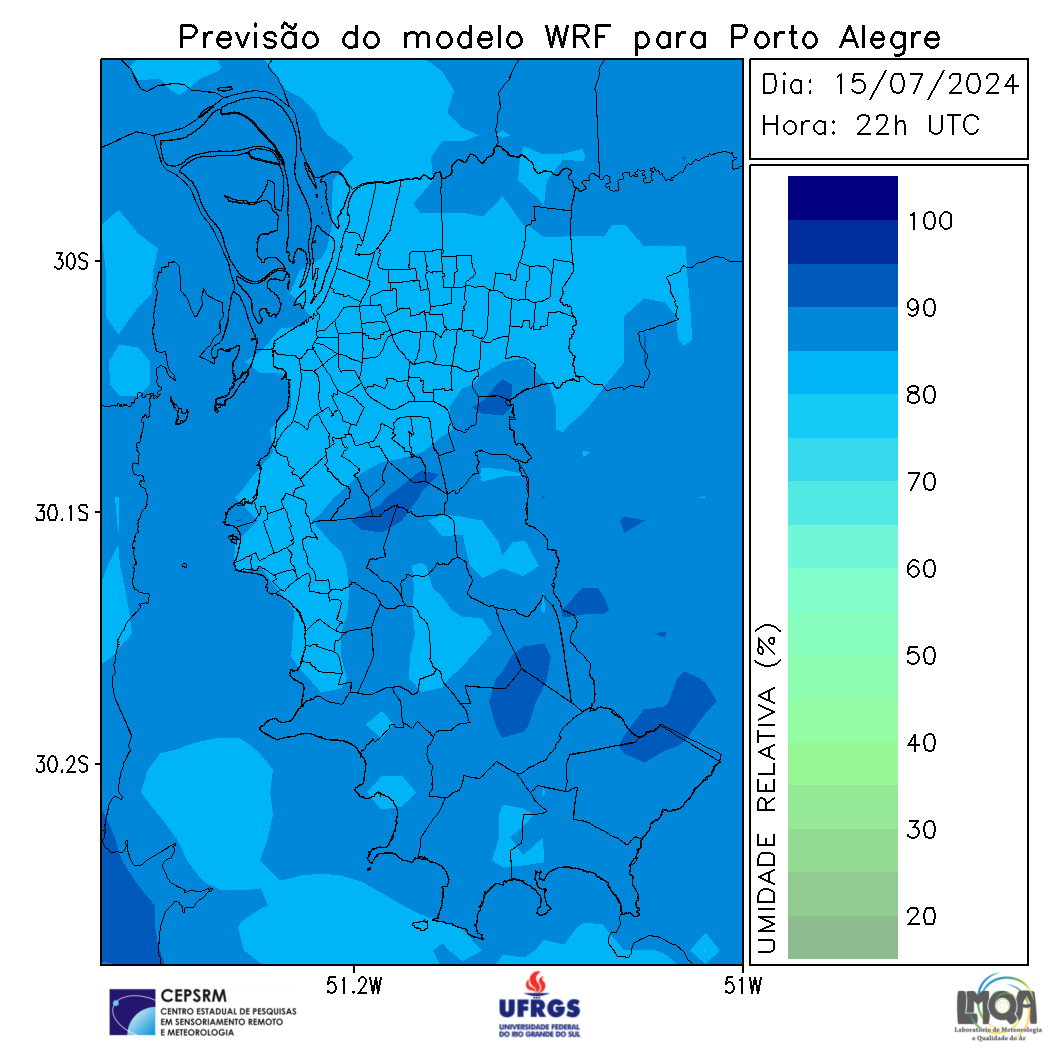 Previsão do modelo WRF para Porto Alegre
Dia: 15/07/2024
Hora: 22h UTC
100
90
80
70
60
50
40
30
20
UMIDADE RELATIVA (%)
30S
30.1S
30.2S
51.2W
51W
CEPSRM
CENTRO ESTADUAL DE PESQUISAS
EM SENSORIAMENTO REMOTO
E METEOROLOGIA
UFRGS
UNIVERSIDADE FEDERAL
DO RIO GRANDE DO SUL
LMQA
Laboratório de Meteorologia
e Qualidade do Ar